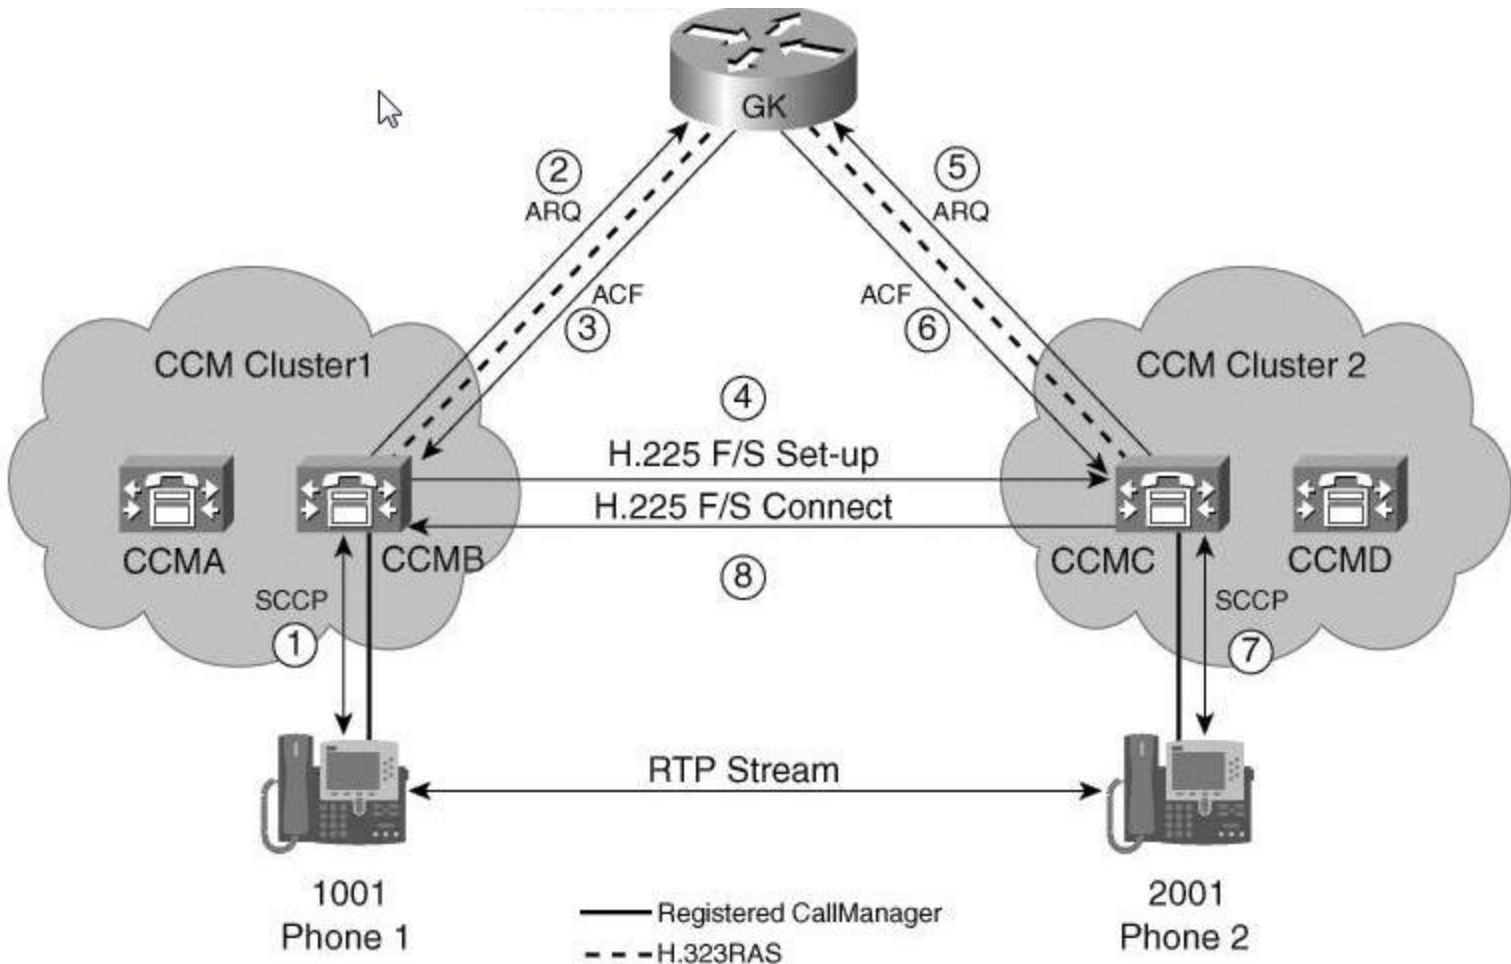 GK
2
ARQ
5
ARQ
ACF
3
ACF
6
CCM Cluster1
CCM Cluster 2
4
H.225 F/S Set-up
H.225 F/S Connect
CCMA
CCMB
8
CCMC
CCMD
SCCP
1
SCCP
7
RTP Stream
1001
Phone 1
2001
Phone 2
Registered CallManager
H.323RAS